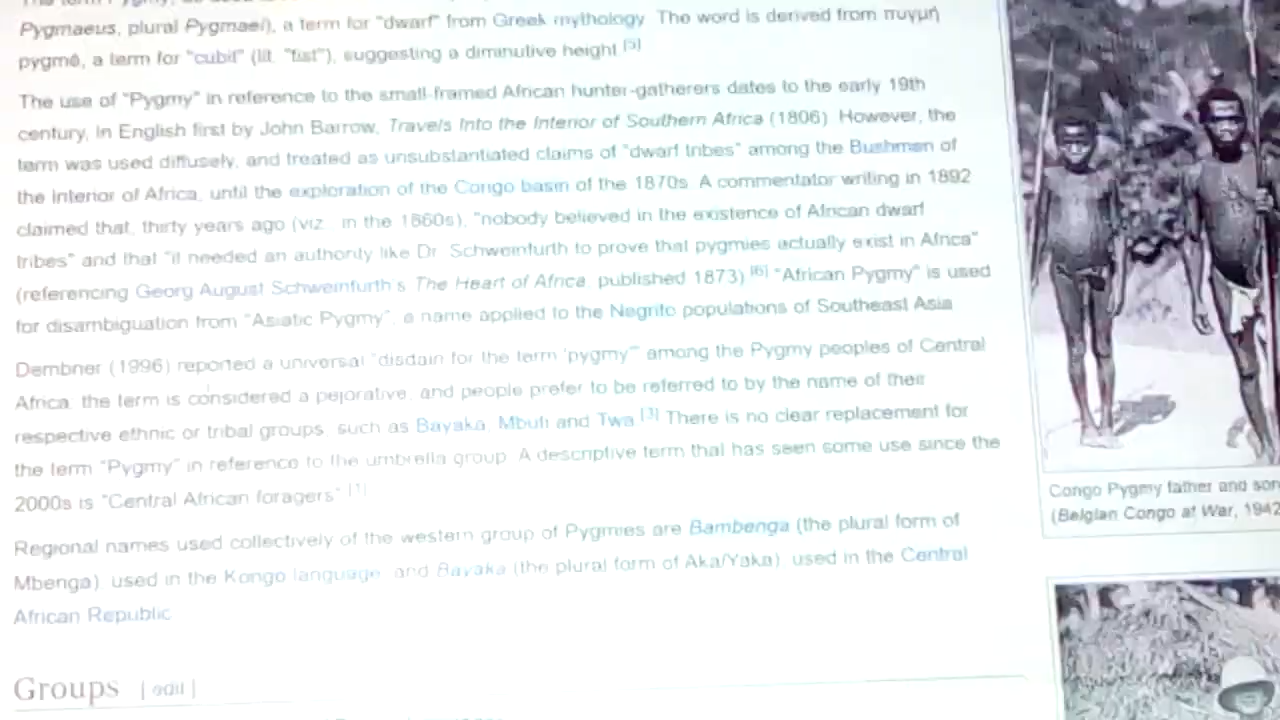 Pygmaeus, plural Pygmaei), a term for "dwarf" from Greek mythology. The word is derived from πυγμή
pygmē, a term for "cubit" (lit. "fist"), suggesting a diminutive height.[5]
The use of "Pygmy" in reference to the small-framed African hunter-gatherers dates to the early 19th
century, in English first by John Barrow, Travels Into the Interior of Southern Africa (1806). However, the
term was used diffusely, and treated as unsubstantiated claims of "dwarf tribes" among the Bushmen of
the interior of Africa, until the exploration of the Congo basin of the 1870s. A commentator writing in 1892
claimed that, thirty years ago (viz. in the 1860s), "nobody believed in the existence of African dwarf
tribes" and that "it needed an authority like Dr. Schweinfurth to prove that pygmies actually exist in Africa"
(referencing Georg August Schweinfurth's The Heart of Africa, published 1873).[6] "African Pygmy" is used
for disambiguation from "Asiatic Pygmy", a name applied to the Negrito populations of Southeast Asia.
Dembner (1996) reported a universal "disdain for the term 'pygmy'" among the Pygmy peoples of Central
Africa: the term is considered a pejorative, and people prefer to be referred to by the name of their
respective ethnic or tribal groups, such as Bayaka, Mbuti and Twa.[3] There is no clear replacement for
the term "Pygmy" in reference to the umbrella group. A descriptive term that has seen some use since the
2000s is "Central African foragers".[1]
Regional names used collectively of the western group of Pygmies are Bambenga (the plural form of
Mbenga), used in the Kongo language, and Bayaka (the plural form of Aka/Yaka), used in the Central
African Republic.
Groups [edit]
Congo Pygmy father and son
(Belgian Congo at War, 1942